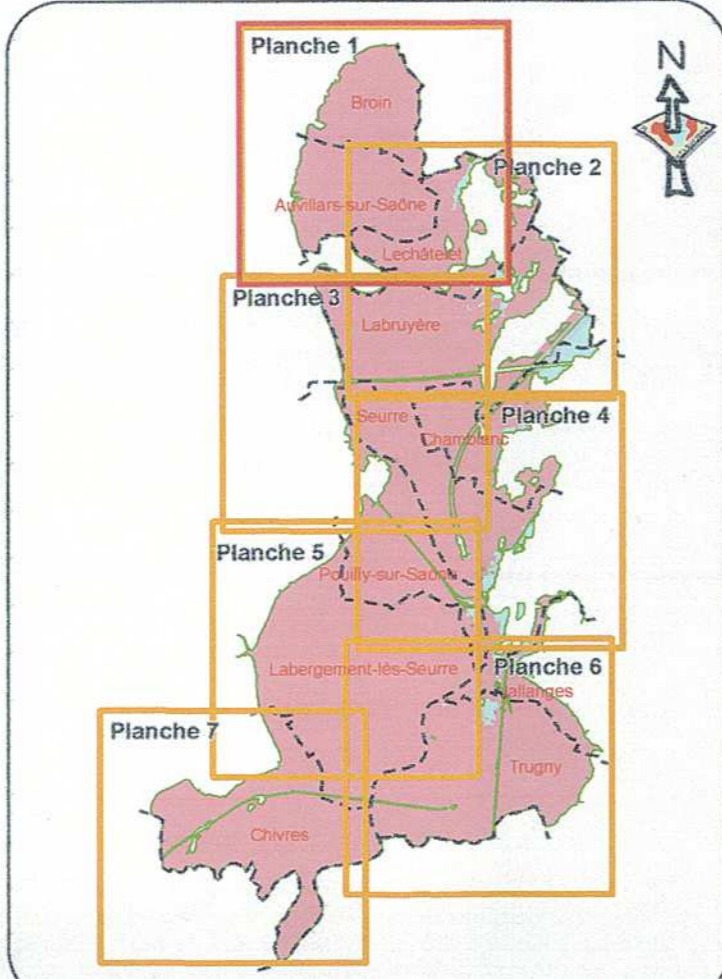 Planche 1
N
Broin
Planche 2
Auvillars-sur-Saône
Lechâtelet
Planche 3
Labruyère
Seurre
Planche 4
Chamblanc
Planche 5
Pouilly-sur-Saône
Labergement-lès-Seurre
Planche 6
allanges
Planche 7
Trugny
Chivres